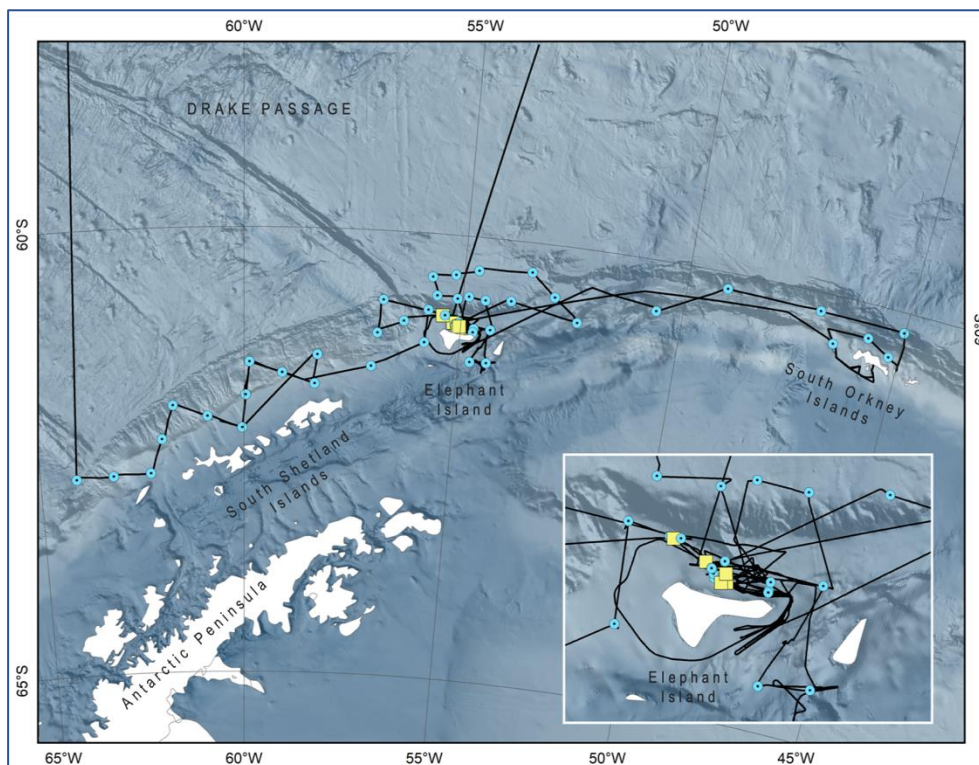 60°W
55°W
50°W
DRAKE PASSAGE
60°S
60°S
Elephant
Island
South Orkney
Islands
South Shetland
Islands
Antarctic Peninsula
Elephant
Island
65°S
65°W
60°W
55°W
50°W
45°W